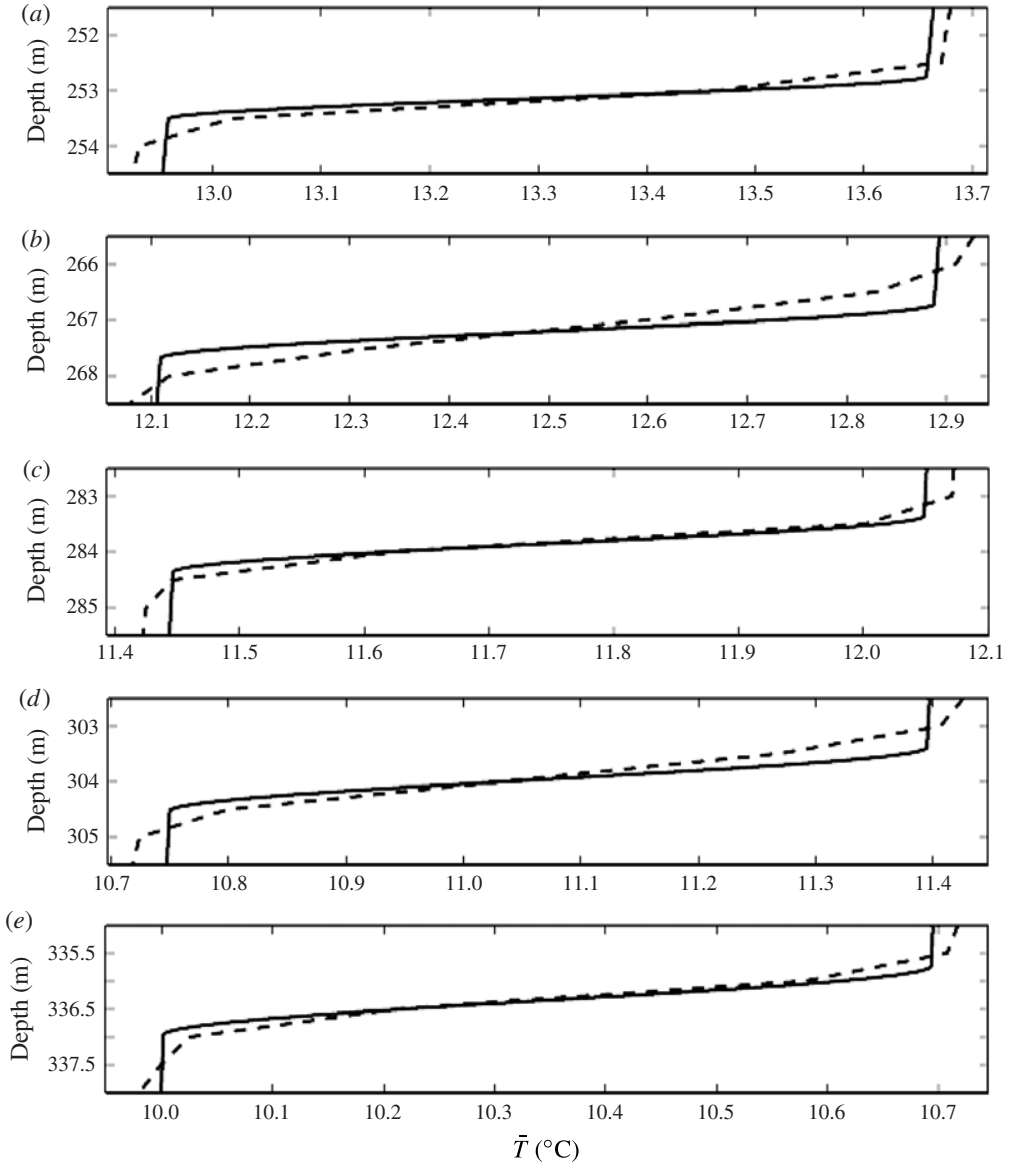 (a)
252
253
254
Depth (m)
13.0 13.1 13.2 13.3 13.4 13.5 13.6 13.7
(b)
266
267
268
Depth (m)
12.1 12.2 12.3 12.4 12.5 12.6 12.7 12.8 12.9
(c)
283
284
285
Depth (m)
11.4 11.5 11.6 11.7 11.8 11.9 12.0 12.1
(d)
303
304
305
Depth (m)
10.7 10.8 10.9 11.0 11.1 11.2 11.3 11.4
(e)
335.5
336.5
337.5
Depth (m)
10.0 10.1 10.2 10.3 10.4 10.5 10.6 10.7
T̄ (°C)